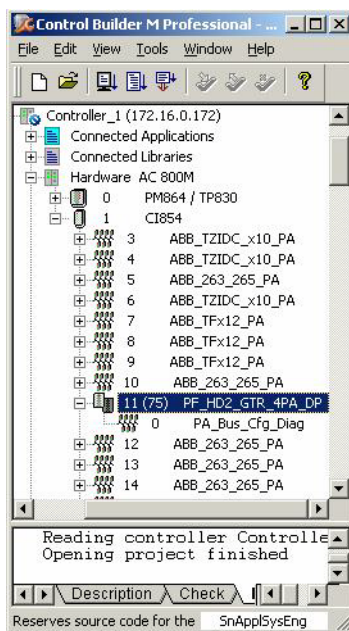 Control Builder M Professional - ...
File Edit View Tools Window Help
Controller_1 (172.16.0.172)
Connected Applications
Connected Libraries
Hardware AC 800M
0 PM864 / TP830
1 CI854
3 ABB_TZIDC_x10_PA
4 ABB_TZIDC_x10_PA
5 ABB_263_265_PA
6 ABB_TZIDC_x10_PA
7 ABB_TFx12_PA
8 ABB_TFx12_PA
9 ABB_TFx12_PA
10 ABB_263_265_PA
11 (75) PF_HD2_GTR_4PA_DP
0 PA_Bus_Cfg_Diag
12 ABB_263_265_PA
13 ABB_263_265_PA
14 ABB_263_265_PA
Reading controller Controlle
Opening project finished
Description Check
Reserves source code for the SnApplSysEng